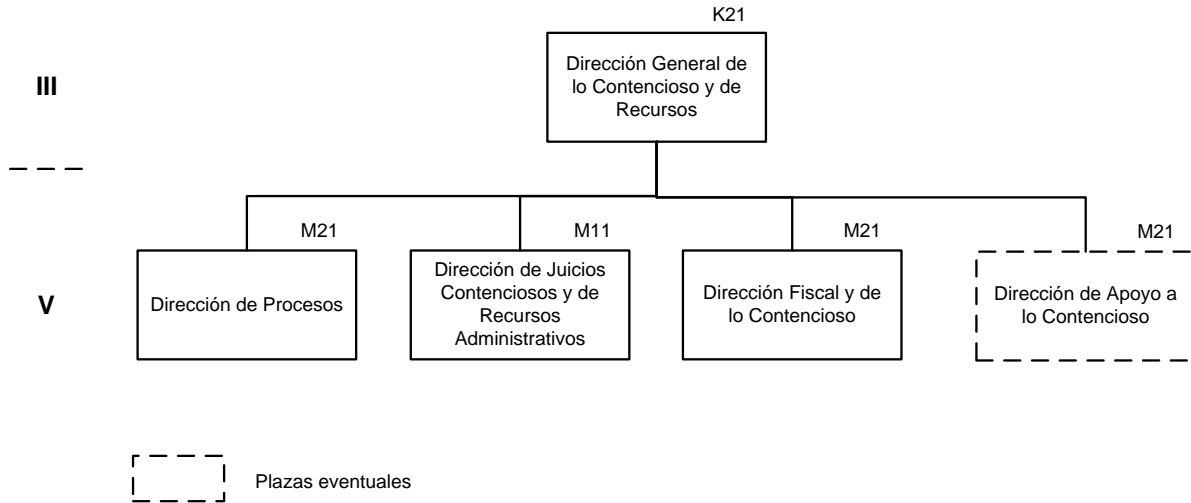 K21
Dirección General de
lo Contencioso y de
Recursos
III
M21
M11
M21
M21
V
Dirección de Procesos
Dirección de Juicios
Contenciosos y de
Recursos
Administrativos
Dirección Fiscal y de
lo Contencioso
Dirección de Apoyo a
lo Contencioso
Plazas eventuales